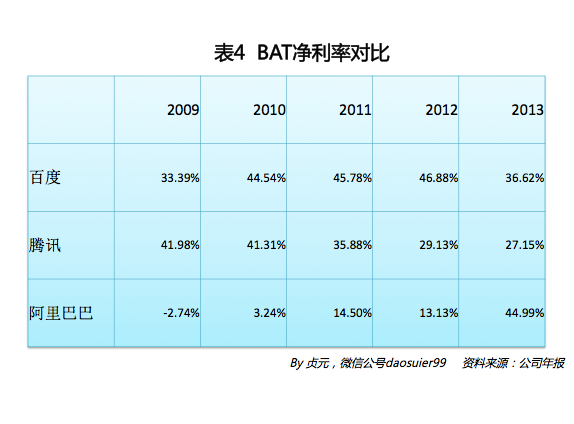 表4 BAT净利率对比
2009 2010 2011 2012 2013
百度 33.39% 44.54% 45.78% 46.88% 36.62%
腾讯 41.98% 41.31% 35.88% 29.13% 27.15%
阿里巴巴 -2.74% 3.24% 14.50% 13.13% 44.99%
By 贞元，微信公号daosuier99 资料来源：公司年报